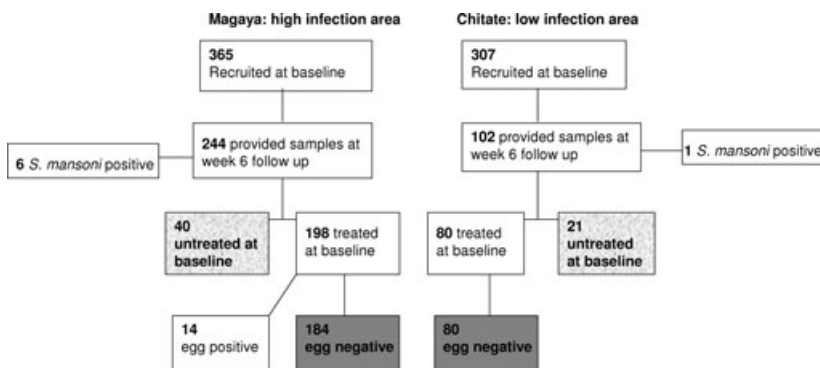 Magaya: high infection area
365
Recruited at baseline
244 provided samples at
week 6 follow up
6 S. mansoni positive
40
untreated at
baseline
198 treated
at baseline
14
egg positive
184
egg negative
Chitate: low infection area
307
Recruited at baseline
102 provided samples at
week 6 follow up
1 S. mansoni positive
80 treated
at baseline
21
untreated
at baseline
80
egg negative